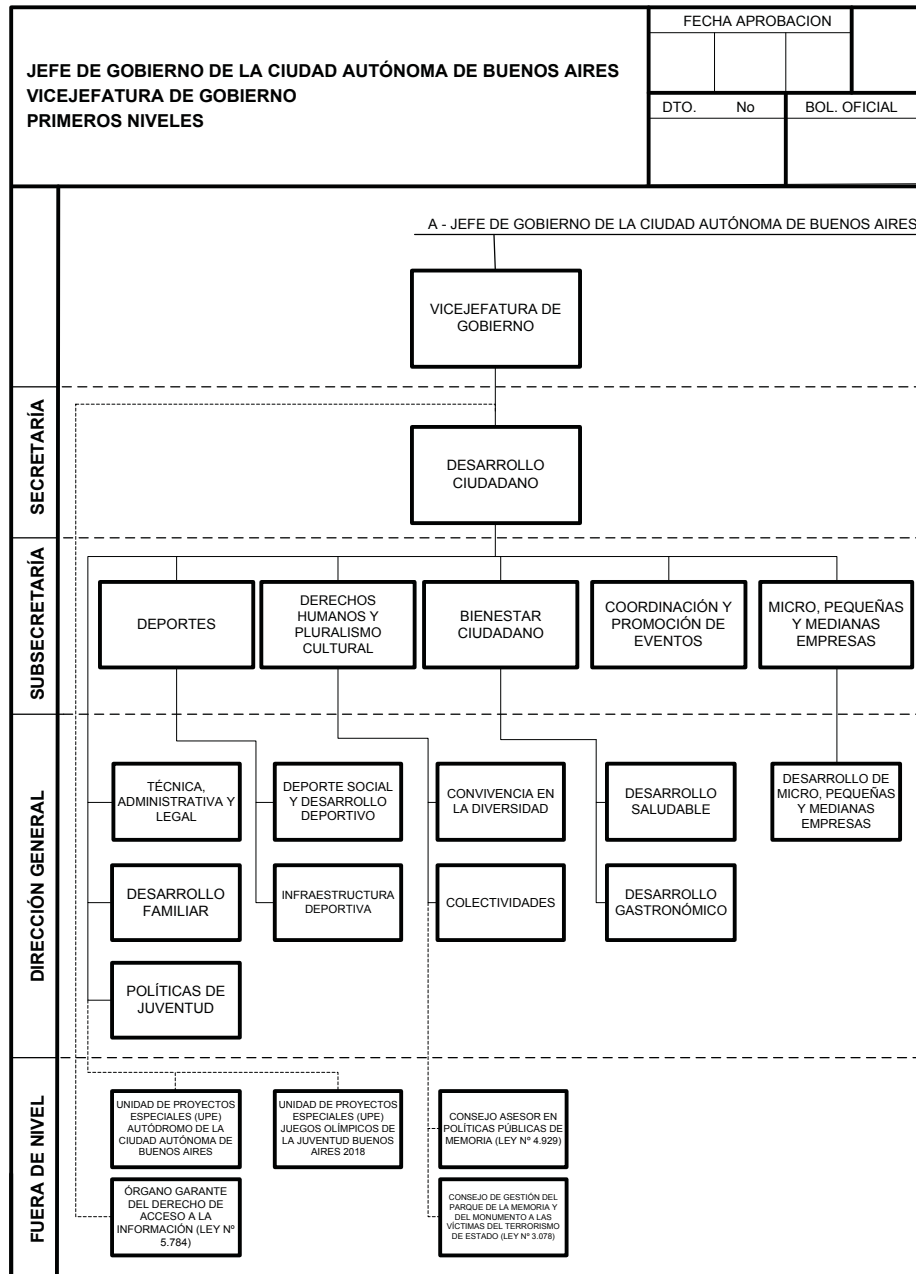 JEFE DE GOBIERNO DE LA CIUDAD AUTÓNOMA DE BUENOS AIRES
VICEJEFATURA DE GOBIERNO
PRIMEROS NIVELES
FECHA APROBACION
DTO. No
BOL. OFICIAL
A - JEFE DE GOBIERNO DE LA CIUDAD AUTÓNOMA DE BUENOS AIRES
VICEJEFATURA DE
GOBIERNO
SECRETARÍA
DESARROLLO
CIUDADANO
SUBSECRETARÍA
DEPORTES
DERECHOS
HUMANOS Y
PLURALISMO
CULTURAL
BIENESTAR
CIUDADANO
COORDINACIÓN Y
PROMOCIÓN DE
EVENTOS
MICRO, PEQUEÑAS
Y MEDIANAS
EMPRESAS
DIRECCIÓN GENERAL
TÉCNICA,
ADMINISTRATIVA Y
LEGAL
DEPORTE SOCIAL
Y DESARROLLO
DEPORTIVO
CONVIVENCIA EN
LA DIVERSIDAD
DESARROLLO
SALUDABLE
DESARROLLO DE
MICRO, PEQUEÑAS
Y MEDIANAS
EMPRESAS
DESARROLLO
FAMILIAR
INFRAESTRUCTURA
DEPORTIVA
COLECTIVIDADES
DESARROLLO
GASTRONÓMICO
POLÍTICAS DE
JUVENTUD
FUERA DE NIVEL
UNIDAD DE PROYECTOS
ESPECIALES (UPE)
AUTÓDROMO DE LA
CIUDAD AUTÓNOMA DE
BUENOS AIRES
UNIDAD DE PROYECTOS
ESPECIALES (UPE)
JUEGOS OLÍMPICOS DE
LA JUVENTUD BUENOS
AIRES 2018
CONSEJO ASESOR EN
POLÍTICAS PÚBLICAS DE
MEMORIA (LEY Nº 4.929)
ÓRGANO GARANTE
DEL DERECHO DE
ACCESO A LA
INFORMACIÓN (LEY Nº
5.784)
CONSEJO DE GESTIÓN DEL
PARQUE DE LA MEMORIA Y
DEL MONUMENTO A LAS
VÍCTIMAS DEL TERRORISMO
DE ESTADO (LEY Nº 3.078)